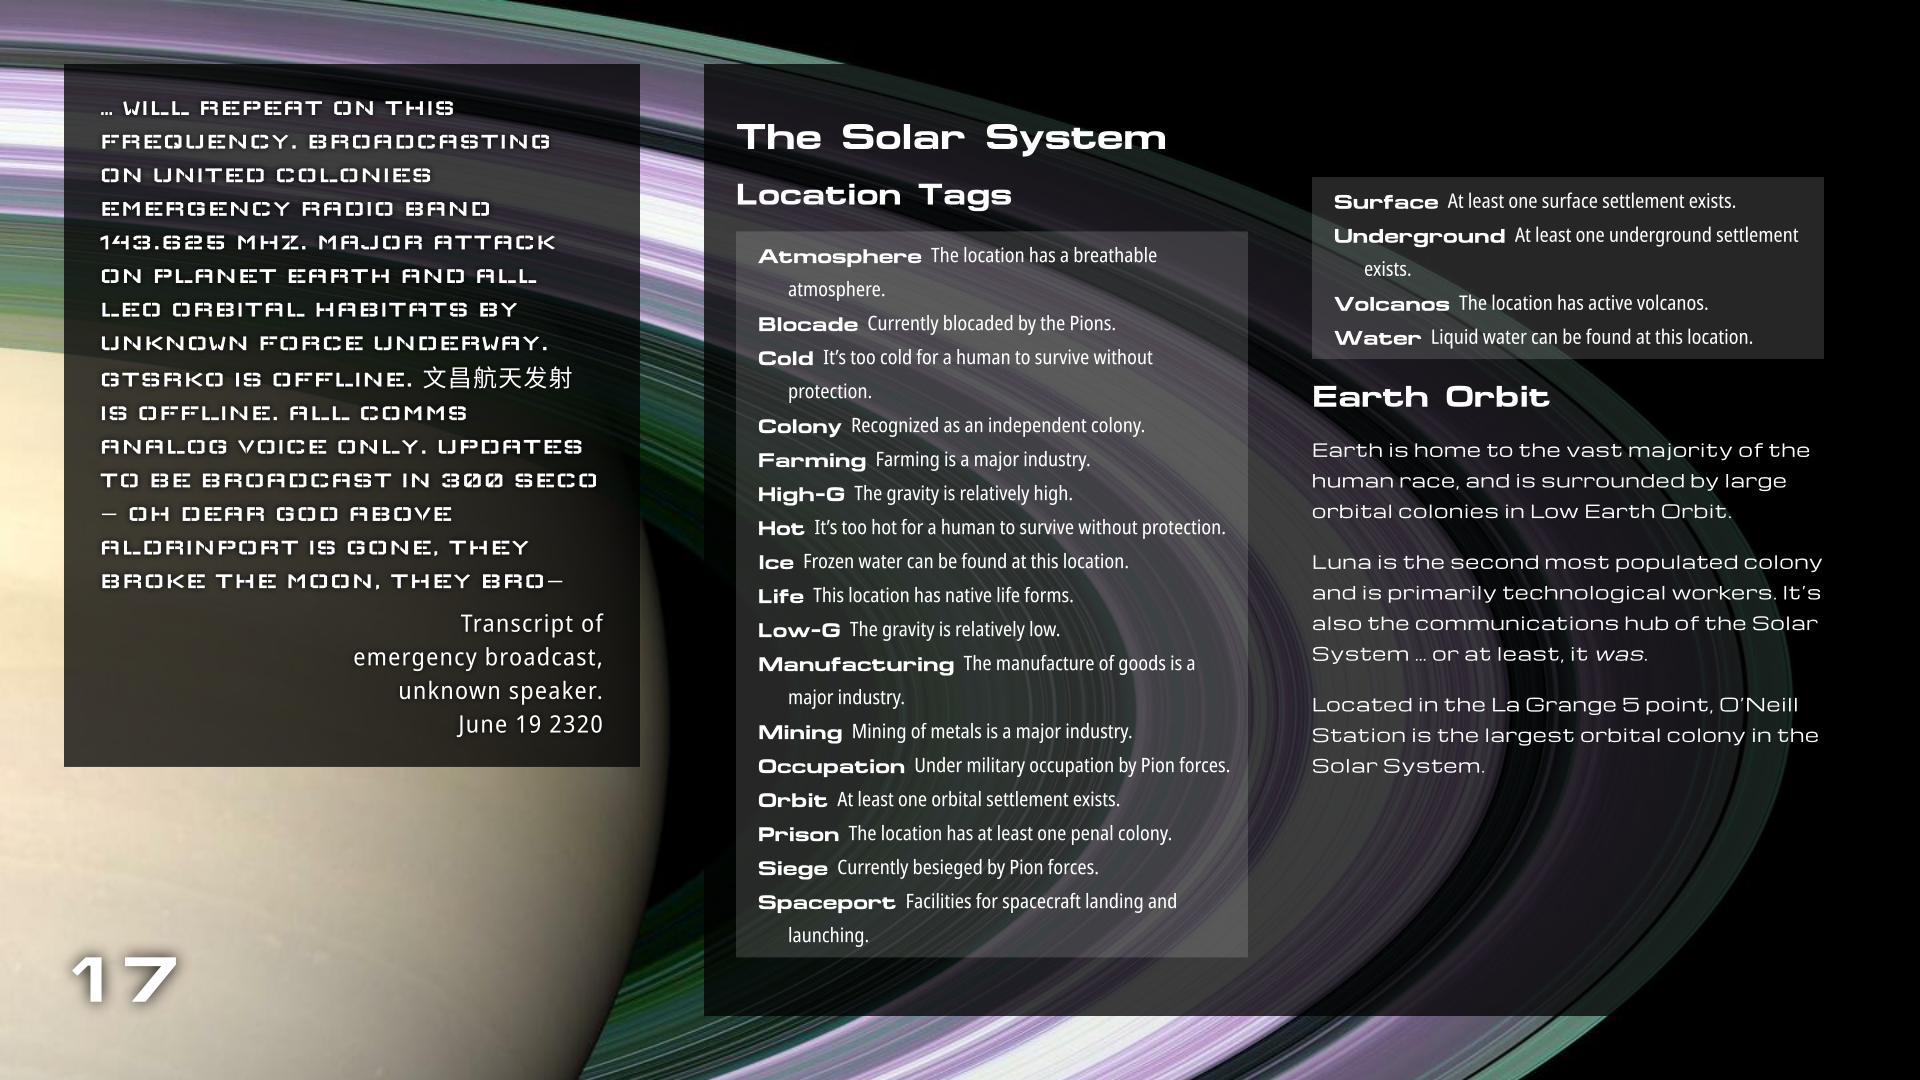 … WILL REPEAT ON THIS
FREQUENCY. BROADCASTING
ON UNITED COLONIES
EMERGENCY RADIO BAND
143.625 MHZ. MAJOR ATTACK
ON PLANET EARTH AND ALL
LEO ORBITAL HABITATS BY
UNKNOWN FORCE UNDERWAY.
GTSRKO IS OFFLINE. 文昌航天发射
IS OFFLINE. ALL COMMS
ANALOG VOICE ONLY. UPDATES
TO BE BROADCAST IN 300 SECO
— OH DEAR GOD ABOVE
ALDRINPORT IS GONE, THEY
BROKE THE MOON, THEY BRO—
Transcript of
emergency broadcast,
unknown speaker.
June 19 2320
17
The Solar System
Location Tags
Atmosphere The location has a breathable
atmosphere.
Blocade Currently blocaded by the Pions.
Cold It’s too cold for a human to survive without
protection.
Colony Recognized as an independent colony.
Farming Farming is a major industry.
High-G The gravity is relatively high.
Hot It’s too hot for a human to survive without protection.
Ice Frozen water can be found at this location.
Life This location has native life forms.
Low-G The gravity is relatively low.
Manufacturing The manufacture of goods is a
major industry.
Mining Mining of metals is a major industry.
Occupation Under military occupation by Pion forces.
Orbit At least one orbital settlement exists.
Prison The location has at least one penal colony.
Siege Currently besieged by Pion forces.
Spaceport Facilities for spacecraft landing and
launching.
Surface At least one surface settlement exists.
Underground At least one underground settlement
exists.
Volcanos The location has active volcanos.
Water Liquid water can be found at this location.
Earth Orbit
Earth is home to the vast majority of the
human race, and is surrounded by large
orbital colonies in Low Earth Orbit.
Luna is the second most populated colony
and is primarily technological workers. It’s
also the communications hub of the Solar
System … or at least, it was.
Located in the La Grange 5 point, O’Neill
Station is the largest orbital colony in the
Solar System.